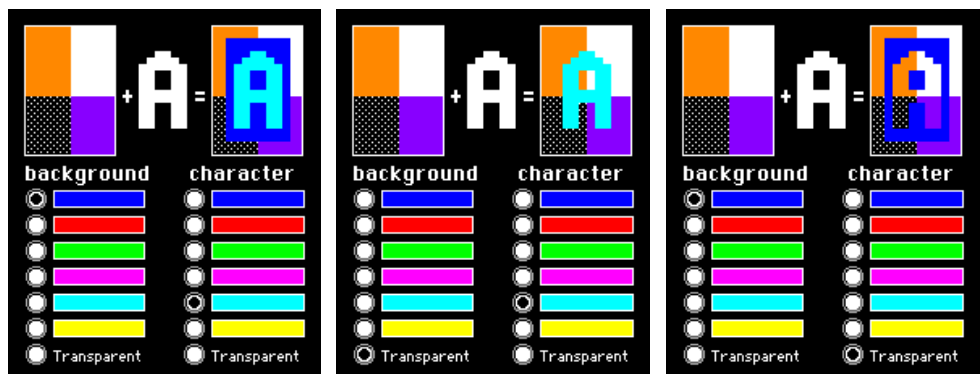 + A = A
background character
Transparent Transparent
+ A = A
background character
Transparent Transparent
+ A = A
background character
Transparent Transparent